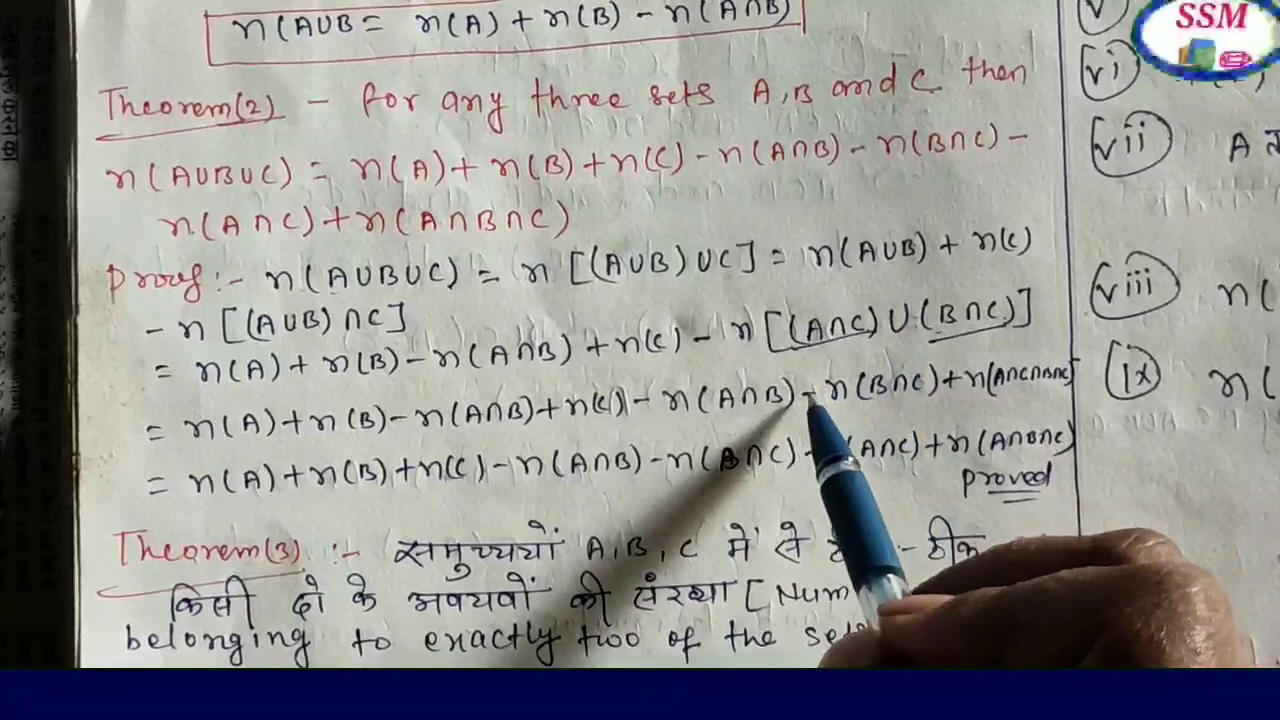 n(AUB = n(A) + n(B) - n(A∩B)
Theorem(2) - for any three sets A, B and C then
n(AUBUC) = n(A) + n(B) + n(C) - n(A∩B) - n(B∩C) -
n(A∩C) + n(A∩B∩C)
Proof :- n(AUBUC) = n[(AUB)UC] = n(AUB) + n(C)
- n[(AUB)∩C]
= n(A) + n(B) - n(A∩B) + n(C) - n[(A∩C)U(B∩C)]
= n(A) + n(B) - n(A∩B) + n(C) - n(A∩B) - n(B∩C) + n(A∩C∩B∩C)
= n(A) + n(B) + n(C) - n(A∩B) - n(B∩C) - (A∩C) + n(A∩B∩C)
proved
Theorem(3) :- समुच्चयों A, B, C में से ठीक
किसी दो के अवयवों की संख्या [Num
belonging to exactly two of the sets
SSM
v
vi
vii A
viii n(
ix n(